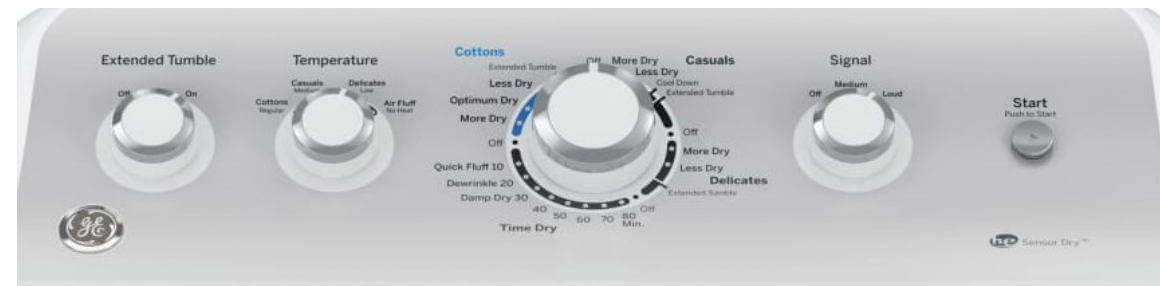 Extended Tumble
Off
On
Temperature
Cottons
Regular
Casuals
Medium
Delicates
Low
Air Fluff
No Heat
Cottons
Extended Tumble
Less Dry
Optimum Dry
More Dry
Off
Quick Fluff 10
Dewrinkle 20
Damp Dry 30
40
50
60
70
80
Min.
Time Dry
Off
More Dry
Less Dry
Casuals
Cool Down
Extended Tumble
Off
More Dry
Less Dry
Delicates
Extended Tumble
Off
Signal
Off
Medium
Loud
Start
Push to Start
GE
he Sensor Dry™